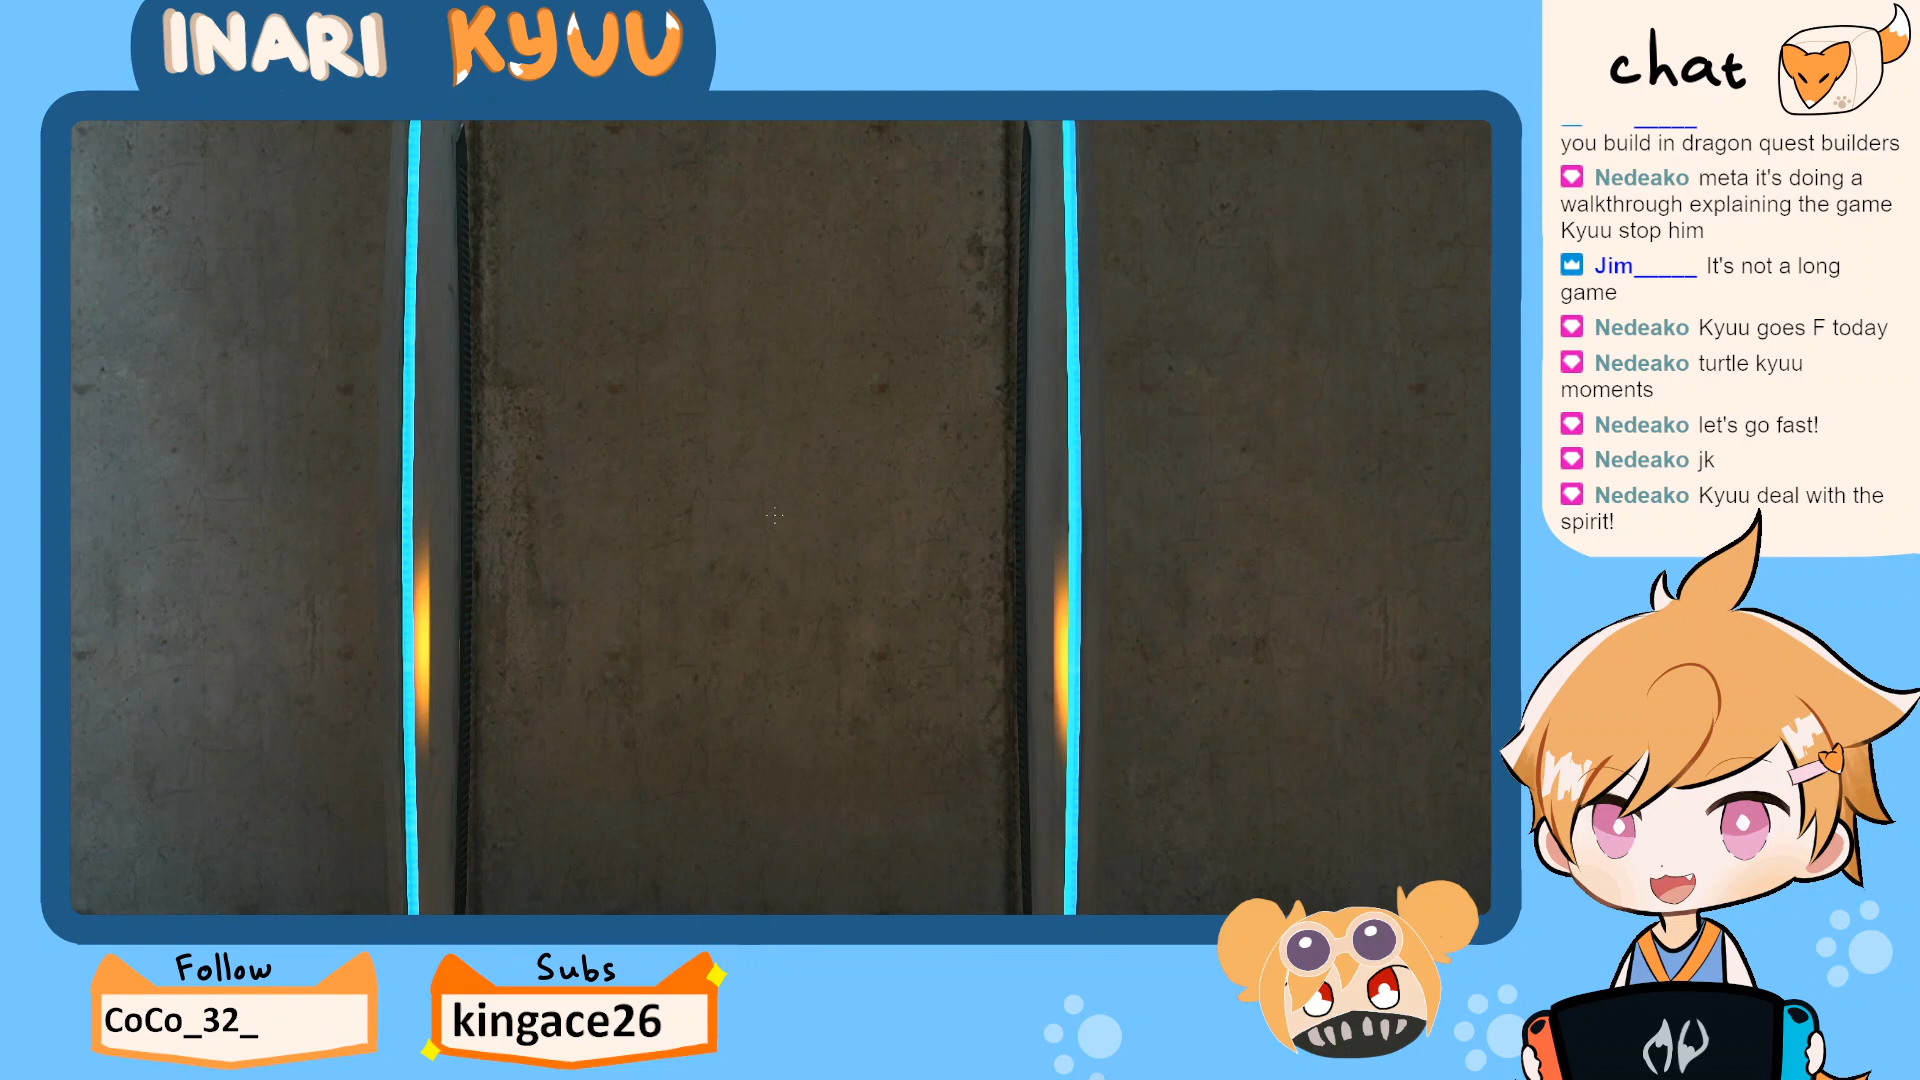 INARI KYUU
chat
you build in dragon quest builders
Nedeako meta it's doing a
walkthrough explaining the game
Kyuu stop him
Jim_____ It's not a long
game
Nedeako Kyuu goes F today
Nedeako turtle kyuu
moments
Nedeako let's go fast!
Nedeako jk
Nedeako Kyuu deal with the
spirit!
Follow
CoCo_32_
Subs
kingace26